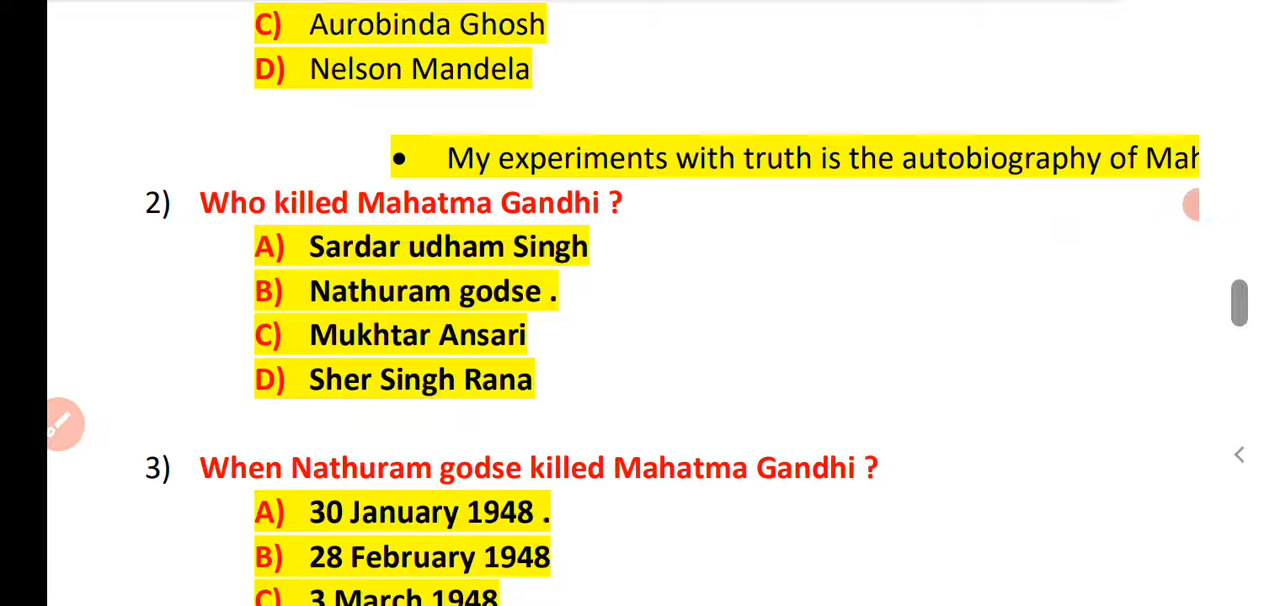 C) Aurobinda Ghosh
D) Nelson Mandela
• My experiments with truth is the autobiography of
2) Who killed Mahatma Gandhi ?
A) Sardar udham Singh
B) Nathuram godse .
C) Mukhtar Ansari
D) Sher Singh Rana
3) When Nathuram godse killed Mahatma Gandhi ?
A) 30 January 1948 .
B) 28 February 1948
C) 3 March 1948